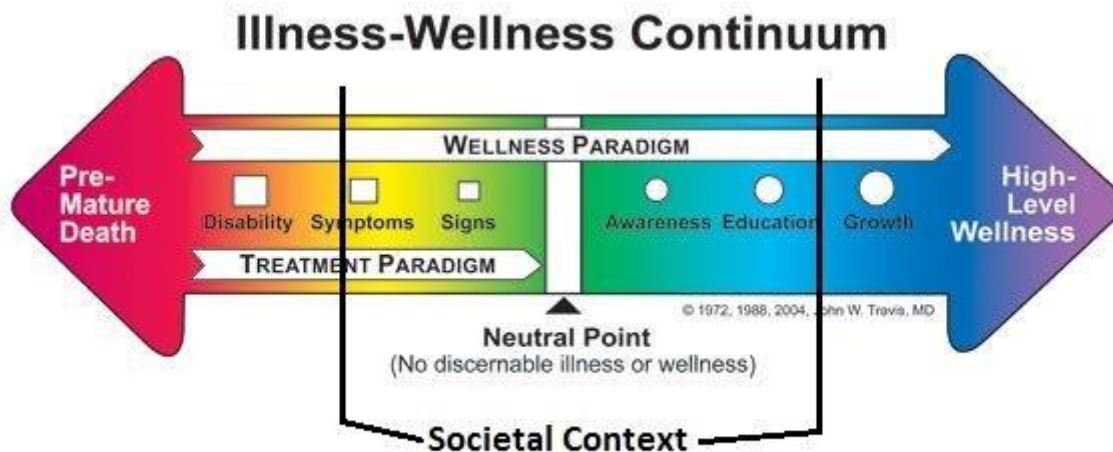 Illness-Wellness Continuum
WELLNESS PARADIGM
Pre-
Mature
Death
Disability Symptoms Signs
Awareness Education Growth
High-
Level
Wellness
TREATMENT PARADIGM
© 1972, 1988, 2004, John W. Travis, MD
Neutral Point
(No discernable illness or wellness)
Societal Context